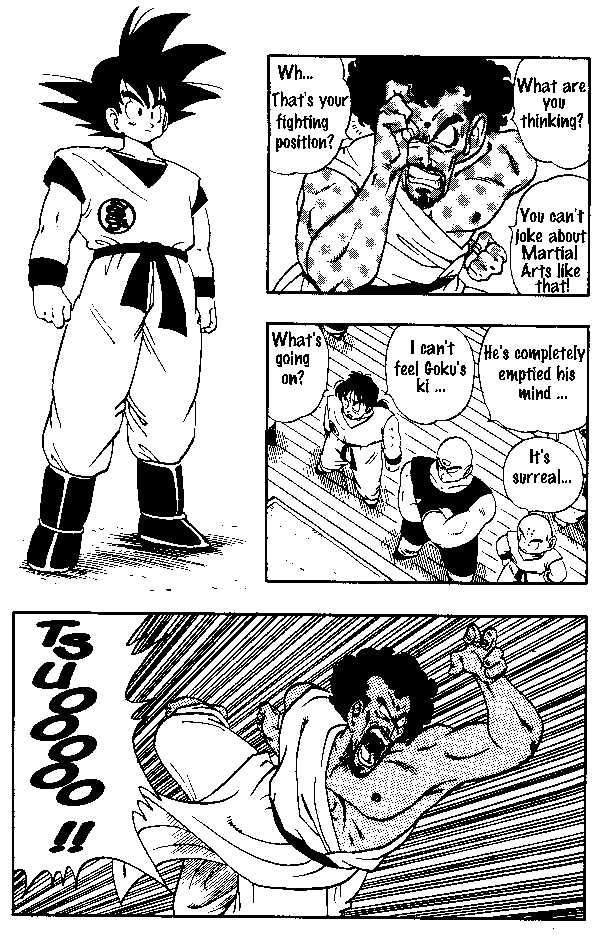 Wh...
That's your
fighting
position?
What are
you
thinking?
You can't
joke about
Martial
Arts like
that!
What's
going
on?
I can't
feel Goku's
ki ...
He's completely
emptied his
mind ...
It's
surreal...
TSUOOOOO!!